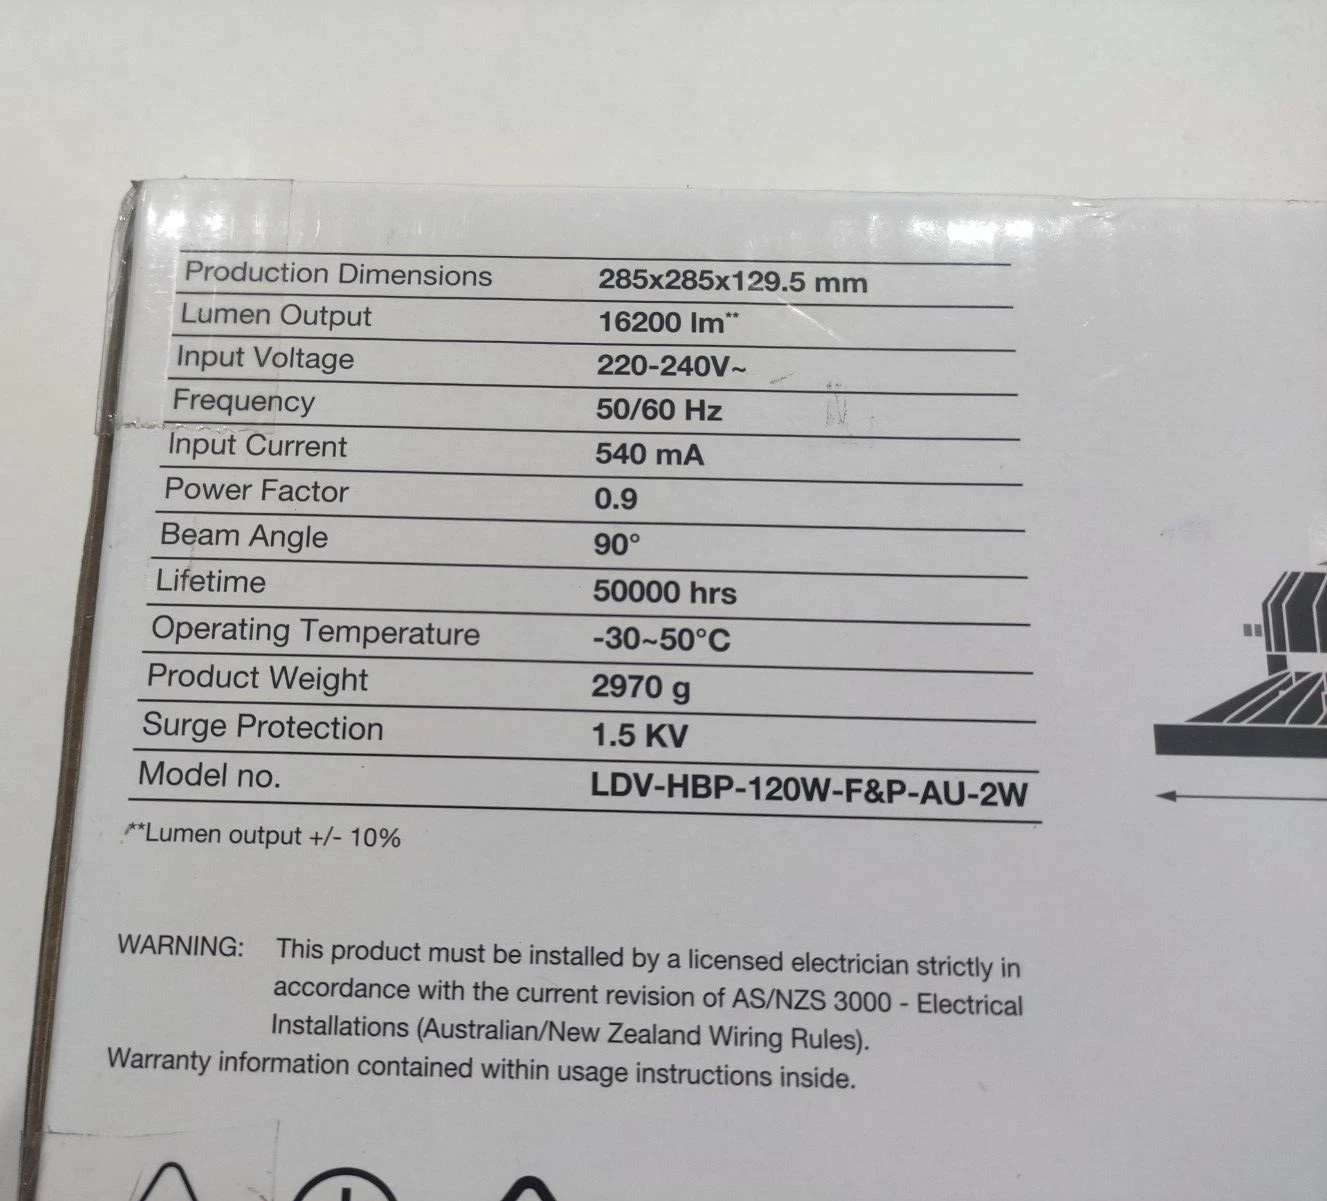 Production Dimensions 285x285x129.5 mm
Lumen Output 16200 lm**
Input Voltage 220-240V~
Frequency 50/60 Hz
Input Current 540 mA
Power Factor 0.9
Beam Angle 90°
Lifetime 50000 hrs
Operating Temperature -30~50°C
Product Weight 2970 g
Surge Protection 1.5 KV
Model no. LDV-HBP-120W-F&P-AU-2W
**Lumen output +/- 10%
WARNING: This product must be installed by a licensed electrician strictly in
accordance with the current revision of AS/NZS 3000 - Electrical
Installations (Australian/New Zealand Wiring Rules).
Warranty information contained within usage instructions inside.